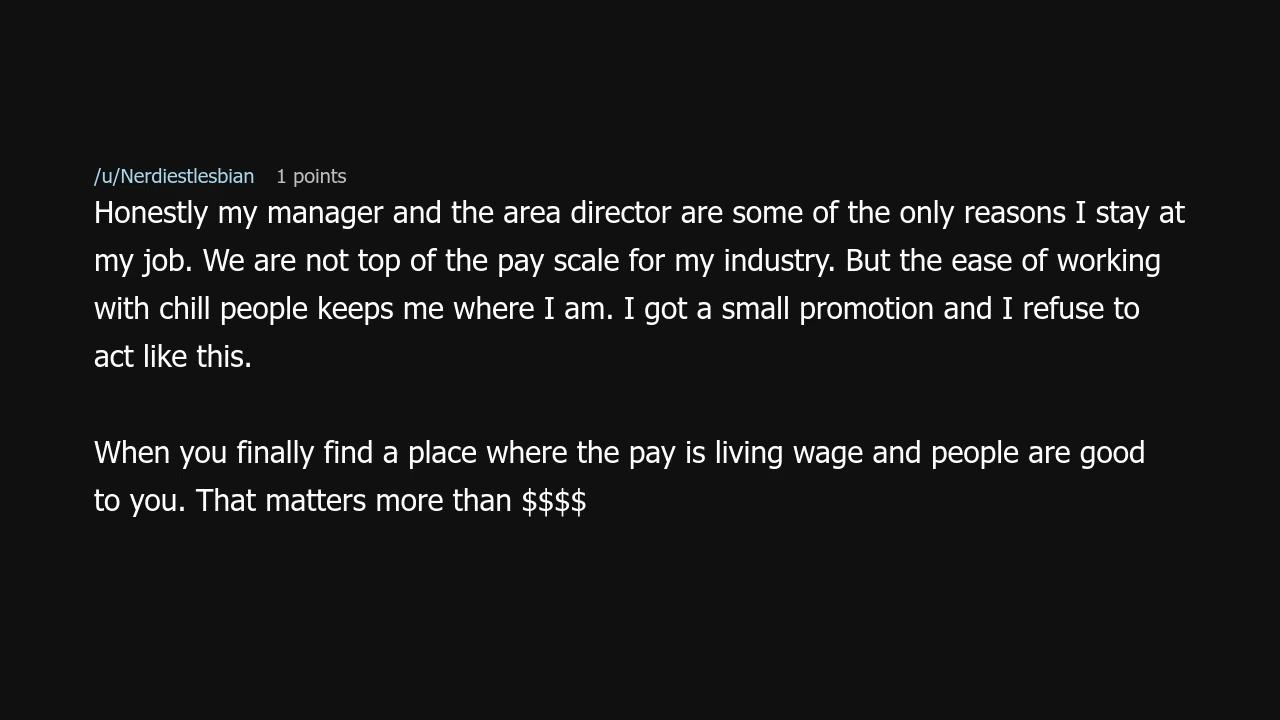 /u/Nerdiestlesbian 1 points
Honestly my manager and the area director are some of the only reasons I stay at
my job. We are not top of the pay scale for my industry. But the ease of working
with chill people keeps me where I am. I got a small promotion and I refuse to
act like this.
When you finally find a place where the pay is living wage and people are good
to you. That matters more than $$$$